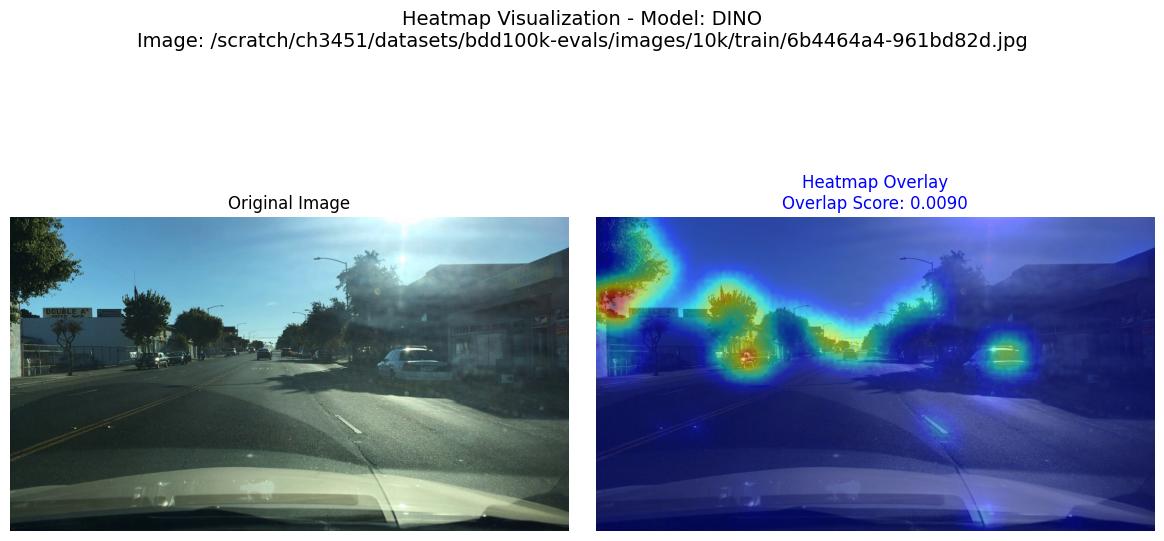 Heatmap Visualization - Model: DINO
Image: /scratch/ch3451/datasets/bdd100k-evals/images/10k/train/6b4464a4-961bd82d.jpg
Original Image
Heatmap Overlay
Overlap Score: 0.0090
DOUBLE A